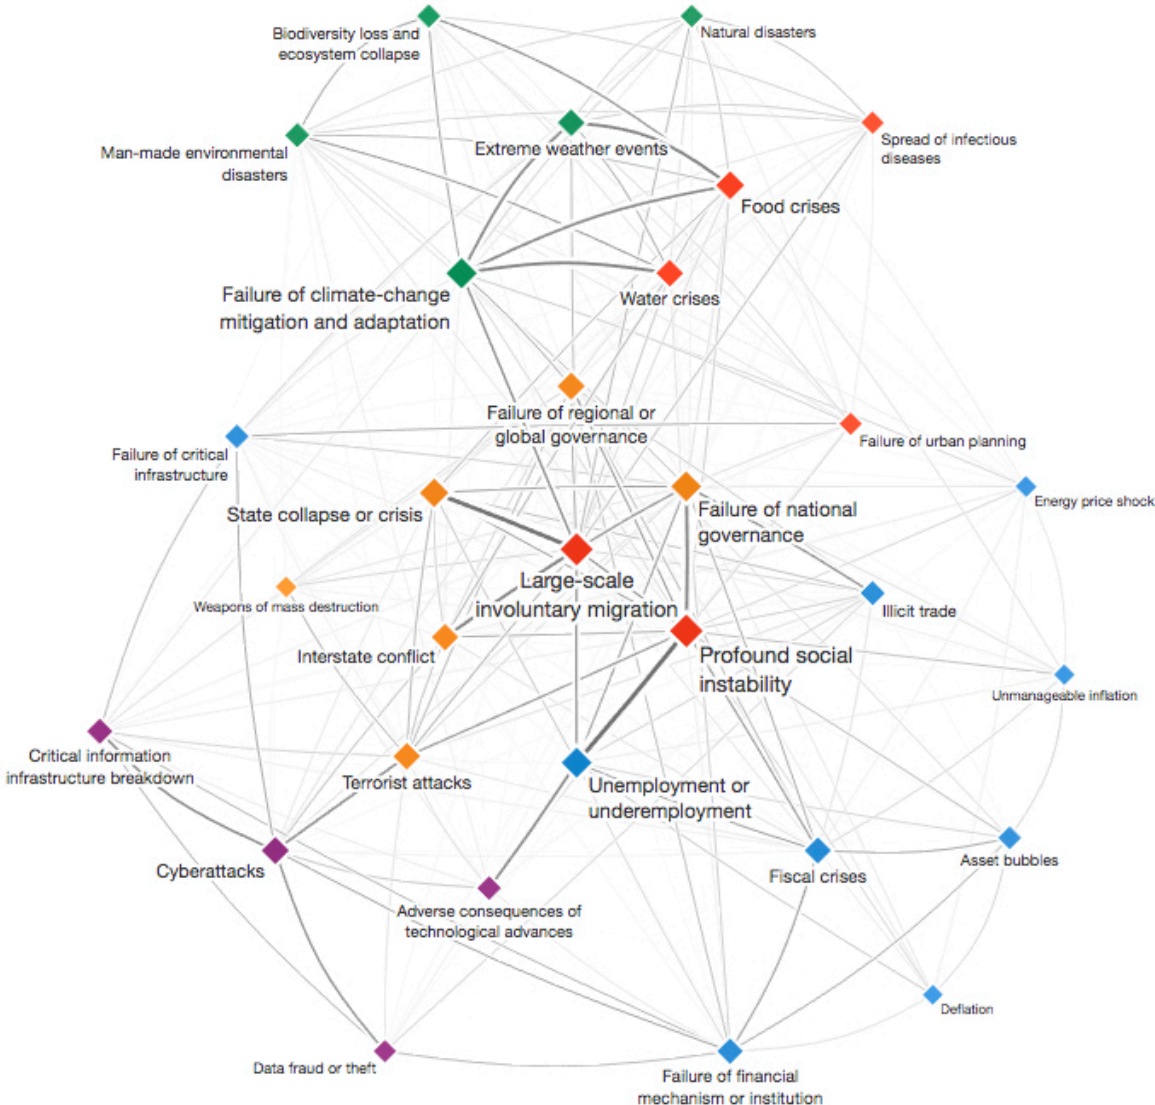 Biodiversity loss and
ecosystem collapse
Natural disasters
Man-made environmental
disasters
Extreme weather events
Spread of infectious
diseases
Food crises
Failure of climate-change
mitigation and adaptation
Water crises
Failure of regional or
global governance
Failure of critical
infrastructure
Failure of urban planning
State collapse or crisis
Failure of national
governance
Energy price shock
Large-scale
involuntary migration
Weapons of mass destruction
Illicit trade
Interstate conflict
Profound social
instability
Unmanageable inflation
Critical information
infrastructure breakdown
Terrorist attacks
Unemployment or
underemployment
Cyberattacks
Fiscal crises
Asset bubbles
Adverse consequences of
technological advances
Deflation
Data fraud or theft
Failure of financial
mechanism or institution